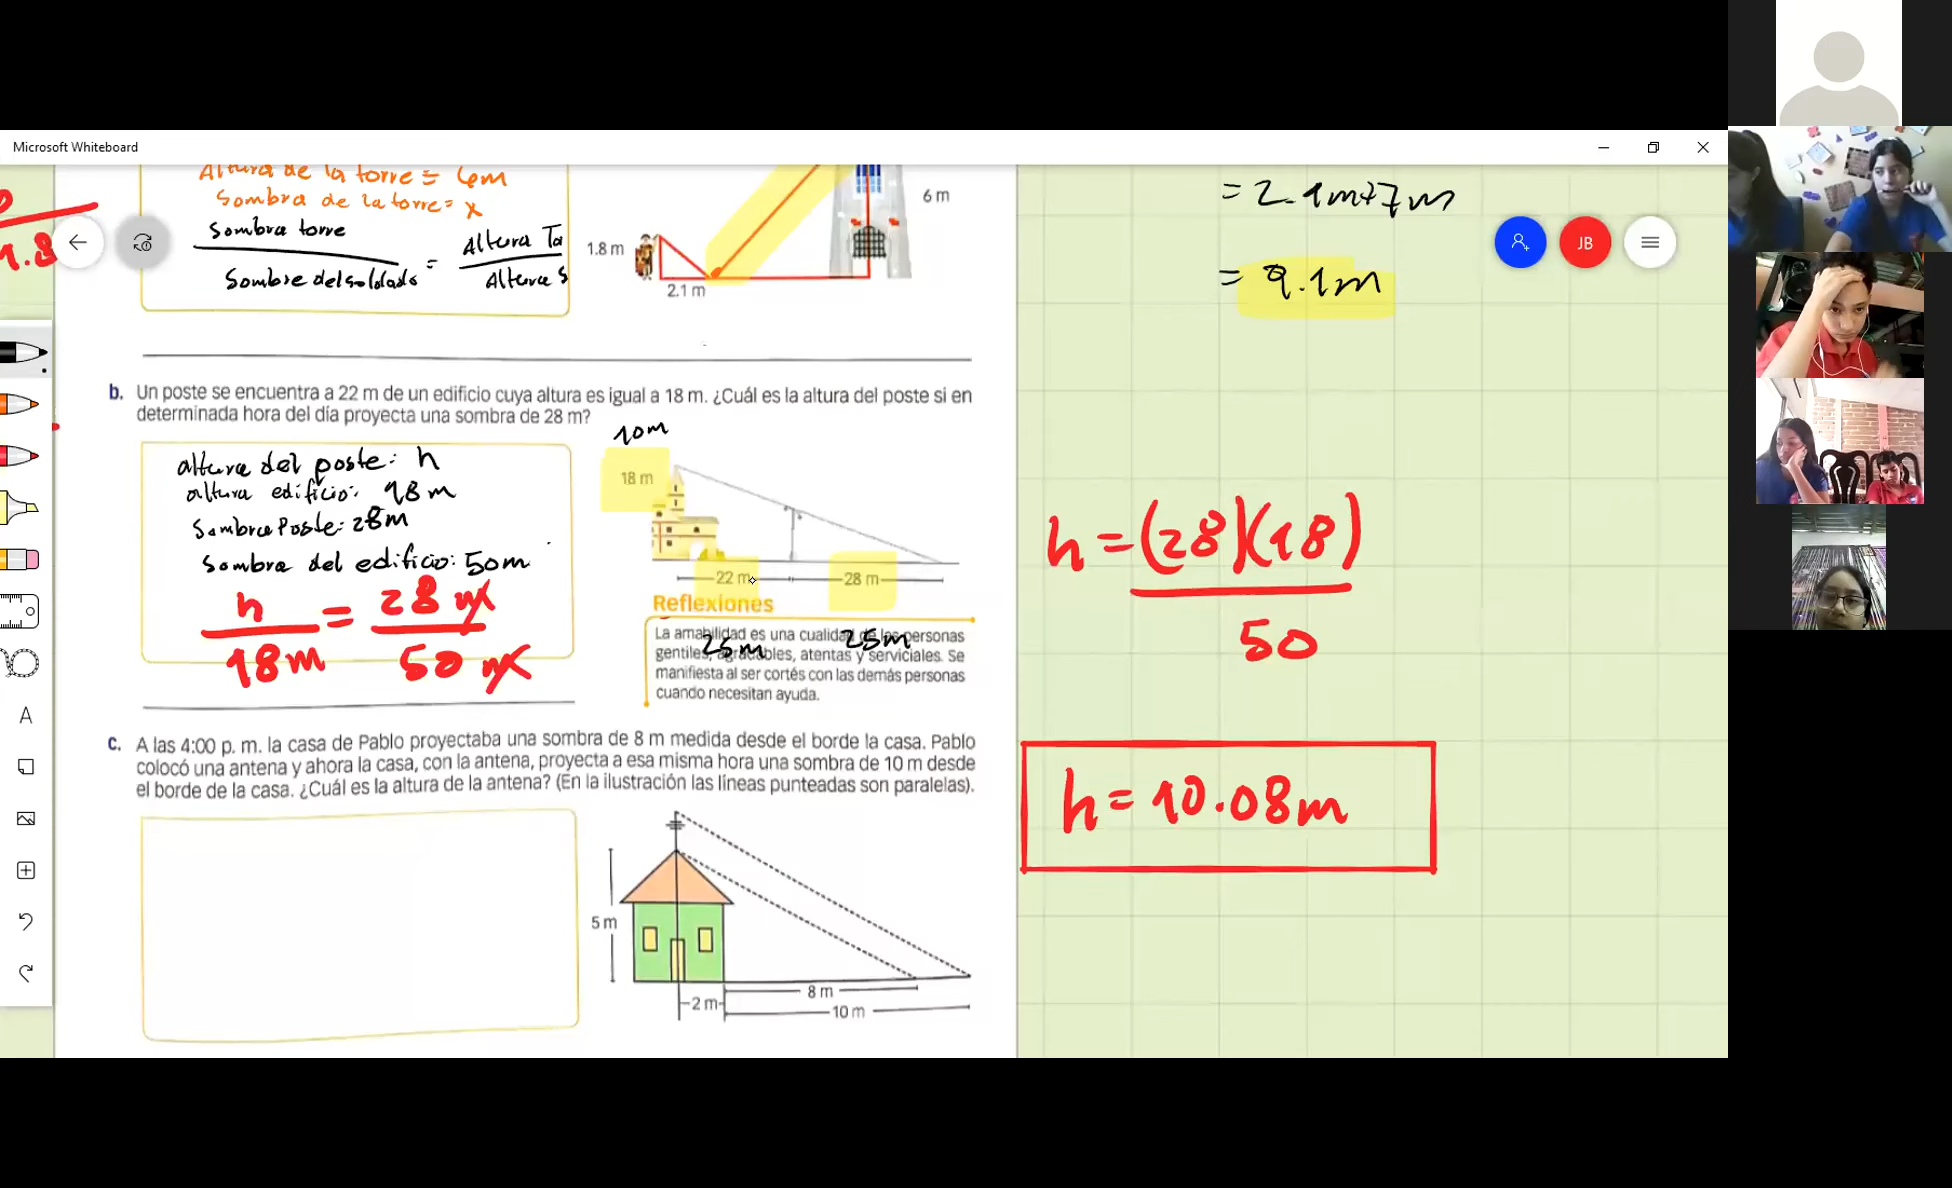 Microsoft Whiteboard
Altura de la torre = 6m
Sombra de la torre = x
Sombra torre
Sombre del soldado
=
Altura To
Altura S
1.8
1.8 m
2.1 m
6 m
= 2.1m+7m
= 9.1m
JB
b. Un poste se encuentra a 22 m de un edificio cuya altura es igual a 18 m. ¿Cuál es la altura del poste si en
determinada hora del día proyecta una sombra de 28 m?
altura del poste: h
altura edificio: 18m
Sombra Poste: 28m
Sombra del edificio: 50m
h = 28 m
18m 50 m
10m
18 m
22 m
28 m
25m
25m
Reflexiones
La amabilidad es una cualidad de las personas
gentiles, agradables, atentas y serviciales. Se
manifiesta al ser cortés con las demás personas
cuando necesitan ayuda.
h = (28)(18)
50
h = 10.08m
c. A las 4:00 p. m. la casa de Pablo proyectaba una sombra de 8 m medida desde el borde la casa. Pablo
colocó una antena y ahora la casa, con la antena, proyecta a esa misma hora una sombra de 10 m desde
el borde de la casa. ¿Cuál es la altura de la antena? (En la ilustración las líneas punteadas son paralelas).
5 m
2 m
8 m
10 m
A